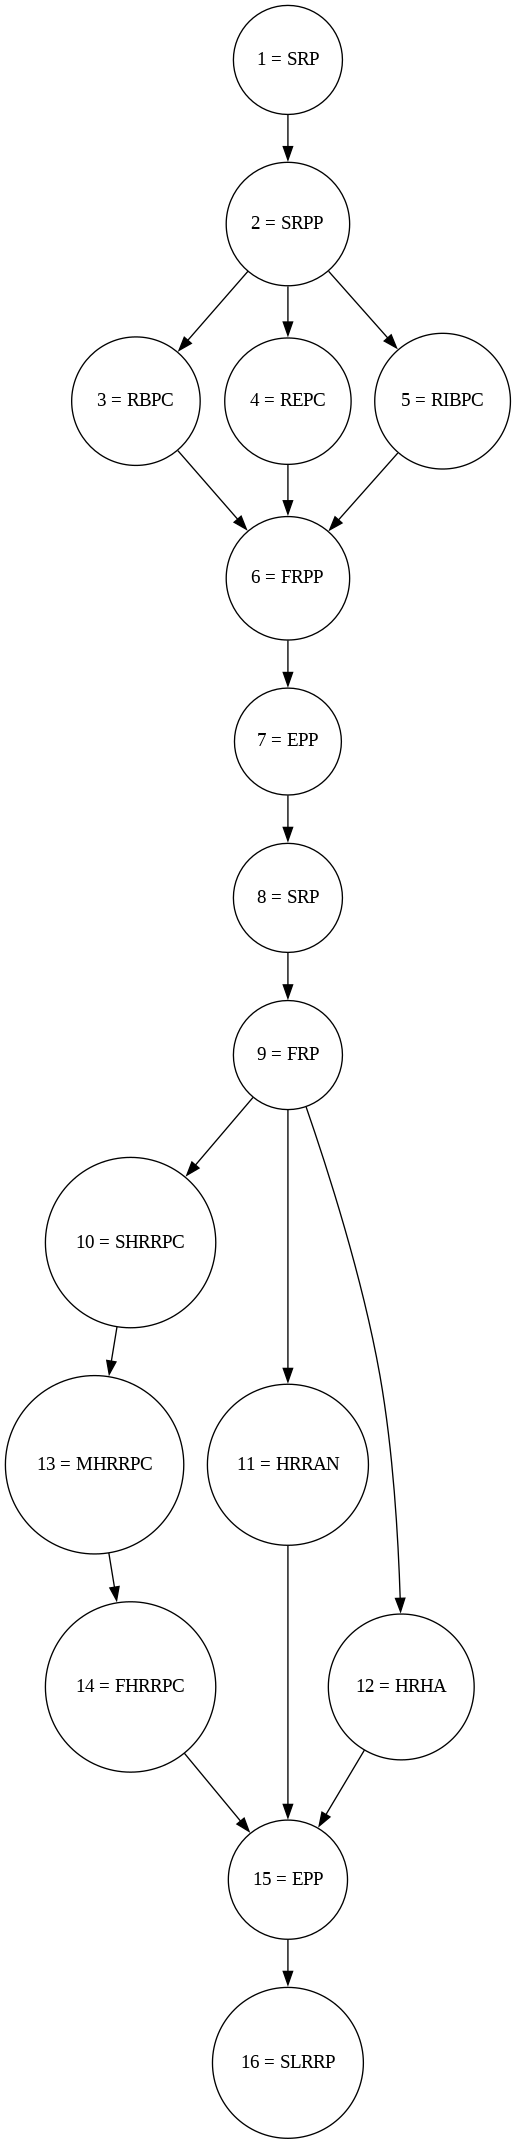 1 = SRP
2 = SRPP
3 = RBPC
4 = REPC
5 = RIBPC
6 = FRPP
7 = EPP
8 = SRP
9 = FRP
10 = SHRRPC
13 = MHRRPC
11 = HRRAN
14 = FHRRPC
12 = HRHA
15 = EPP
16 = SLRRP